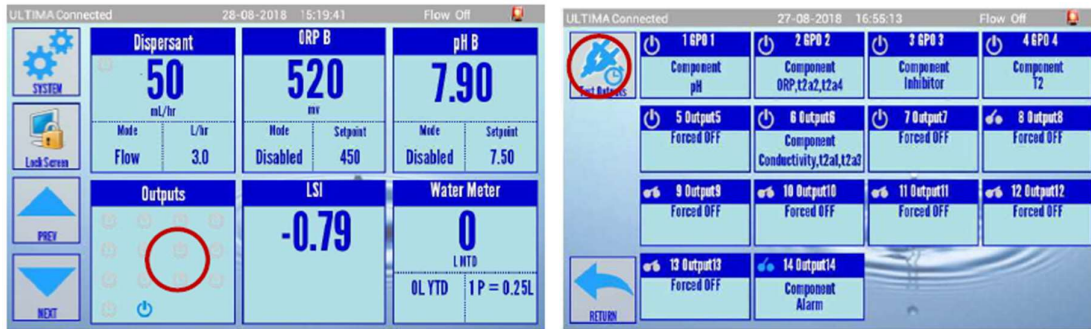 ULTIMA Connected 28-08-2018 15:19:41 Flow Off
SYSTEM
Lock Screen
PREV
NEXT
Dispersant
50
mL/hr
Mode L/hr
Flow 3.0
ORP B
520
mv
Mode Setpoint
Disabled 450
pH B
7.90
Mode Setpoint
Disabled 7.50
Outputs
LSI
-0.79
Water Meter
0
L MTD
0L YTD 1 P = 0.25L
ULTIMA Connected 27-08-2018 16:55:13 Flow Off
Test Outputs
RETURN
1 GPO 1
Component
pH
2 GPO 2
Component
ORP,t2a2,t2a4
3 GPO 3
Component
Inhibitor
4 GPO 4
Component
T2
5 Output5
Forced OFF
6 Output6
Component
Conductivity,t2a1,t2a3
7 Output7
Forced OFF
8 Output8
Forced OFF
9 Output9
Forced OFF
10 Output10
Forced OFF
11 Output11
Forced OFF
12 Output12
Forced OFF
13 Output13
Forced OFF
14 Output14
Component
Alarm